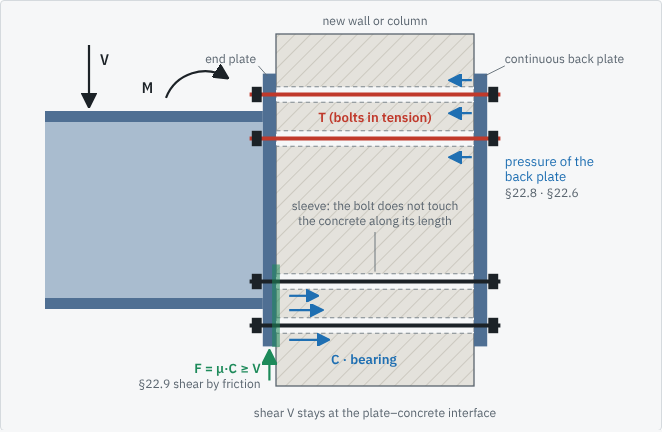 new wall or column
V
end plate
continuous back plate
M
T (bolts in tension)
pressure of the
back plate
§22.8 · §22.6
sleeve: the bolt does not touch
the concrete along its length
F = μ·C ≥ V
§22.9 shear by friction
C · bearing
shear V stays at the plate–concrete interface